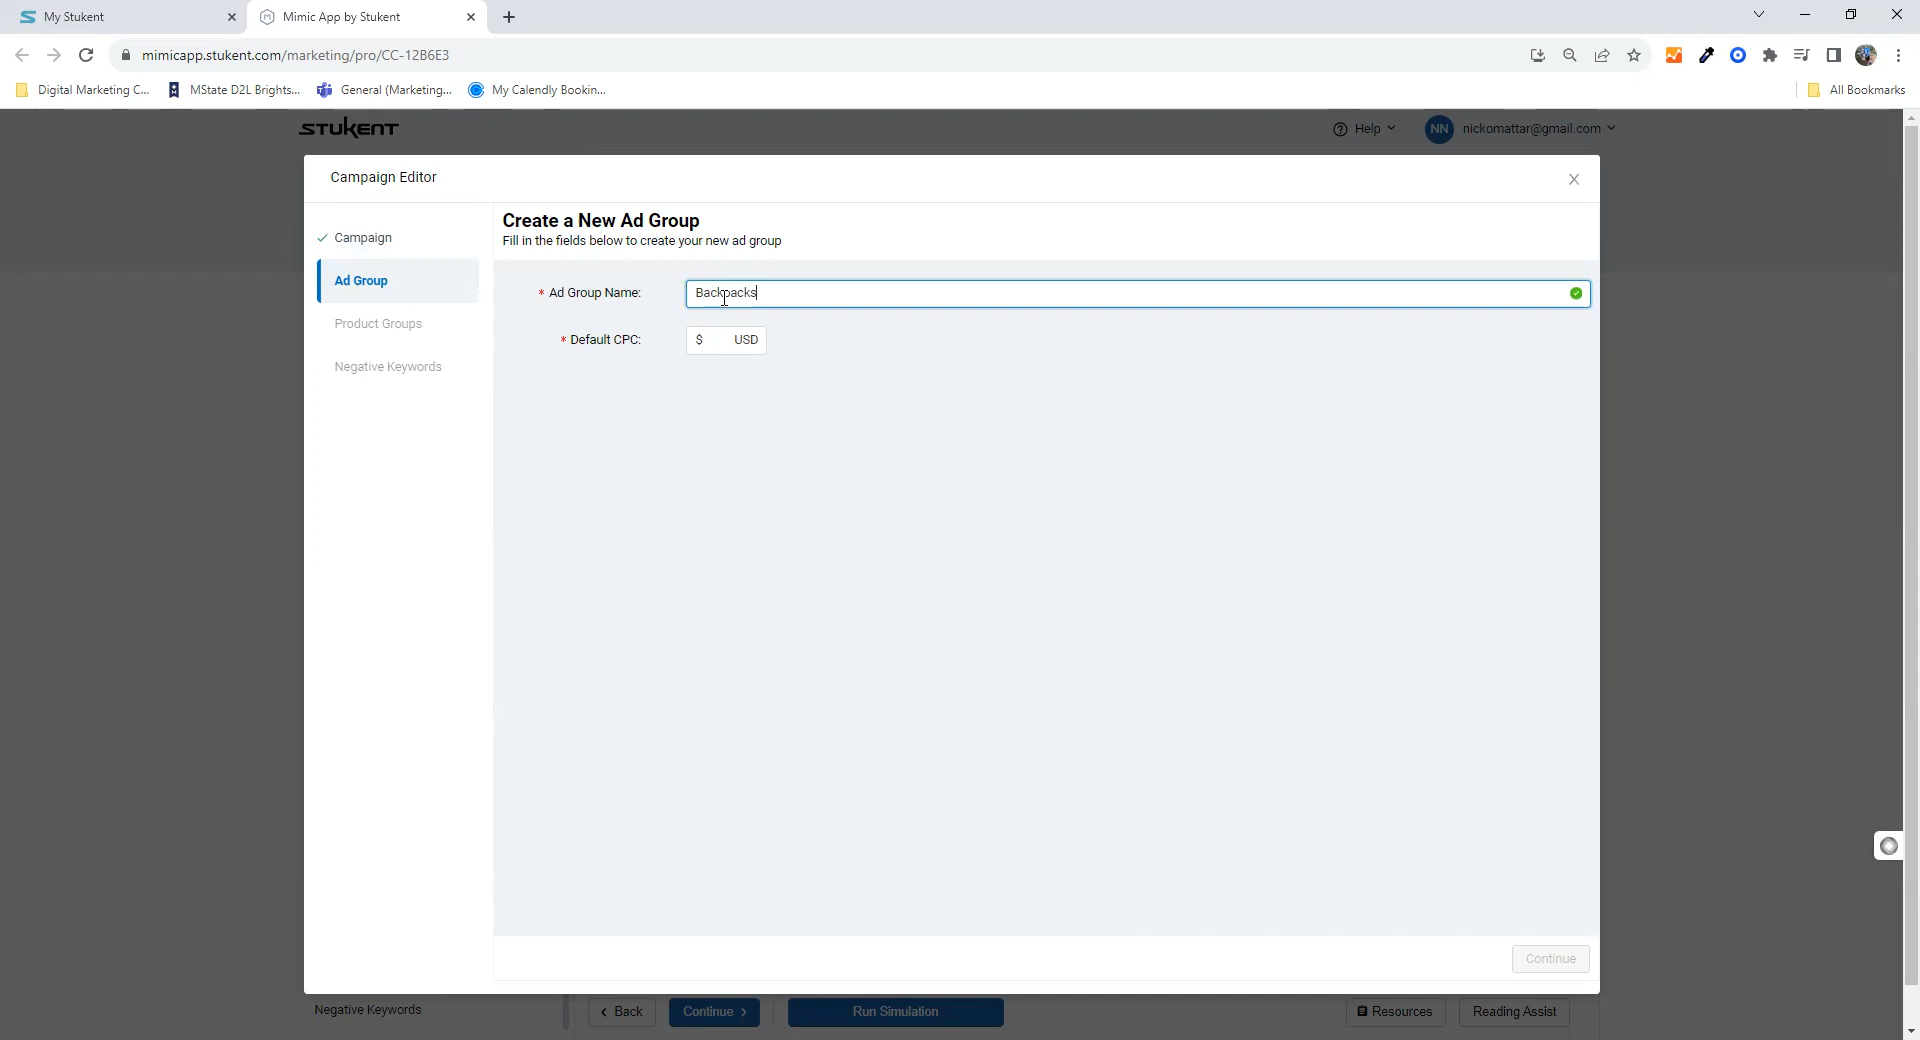 My Stukent
Mimic App by Stukent
mimicapp.stukent.com/marketing/pro/CC-12B6E3
Digital Marketing C...
MState D2L Brights...
General (Marketing...
My Calendly Bookin...
All Bookmarks
STUKENT
Help
NN
nickomattar@gmail.com
Campaign Editor
Campaign
Ad Group
Product Groups
Negative Keywords
Create a New Ad Group
Fill in the fields below to create your new ad group
* Ad Group Name:
Backpacks
* Default CPC:
$ USD
Continue
Negative Keywords
Back
Continue
Run Simulation
Resources
Reading Assist